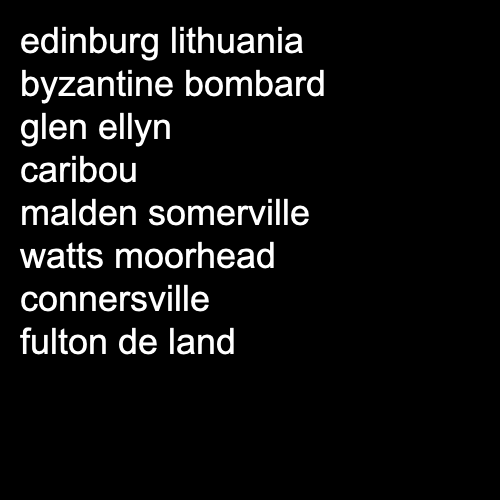 edinburg lithuania
byzantine bombard
glen ellyn
caribou
malden somerville
watts moorhead
connersville
fulton de land